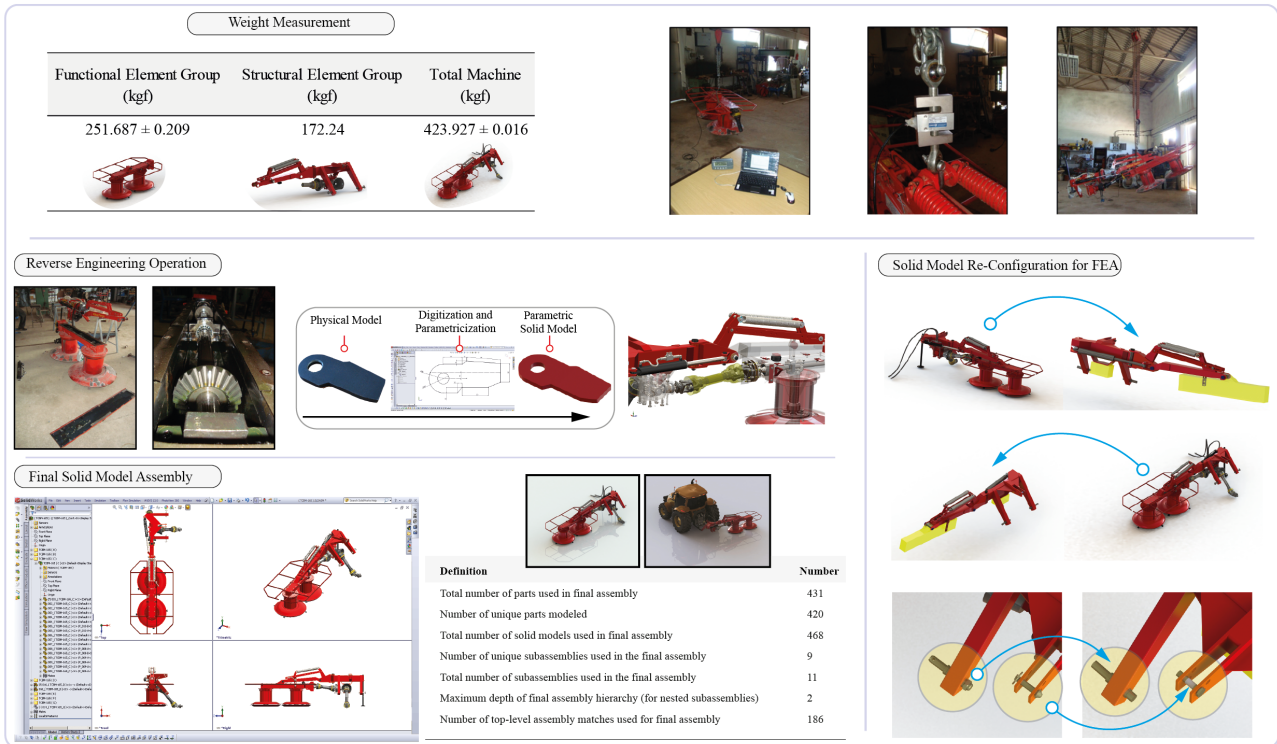 Weight Measurement
Functional Element Group Structural Element Group Total Machine
(kgf) (kgf) (kgf)
251.687 ± 0.209 172.24 423.927 ± 0.016
Reverse Engineering Operation
Physical Model
Digitization and
Parametricization
Parametric
Solid Model
Solid Model Re-Configuration for FEA
Final Solid Model Assembly
Definition Number
Total number of parts used in final assembly 431
Number of unique parts modeled 420
Total number of solid models used in final assembly 468
Number of unique subassemblies used in the final assembly 9
Total number of subassemblies used in the final assembly 11
Maximum depth of final assembly hierarchy (for nested subassemblies) 2
Number of top-level assembly matches used for final assembly 186